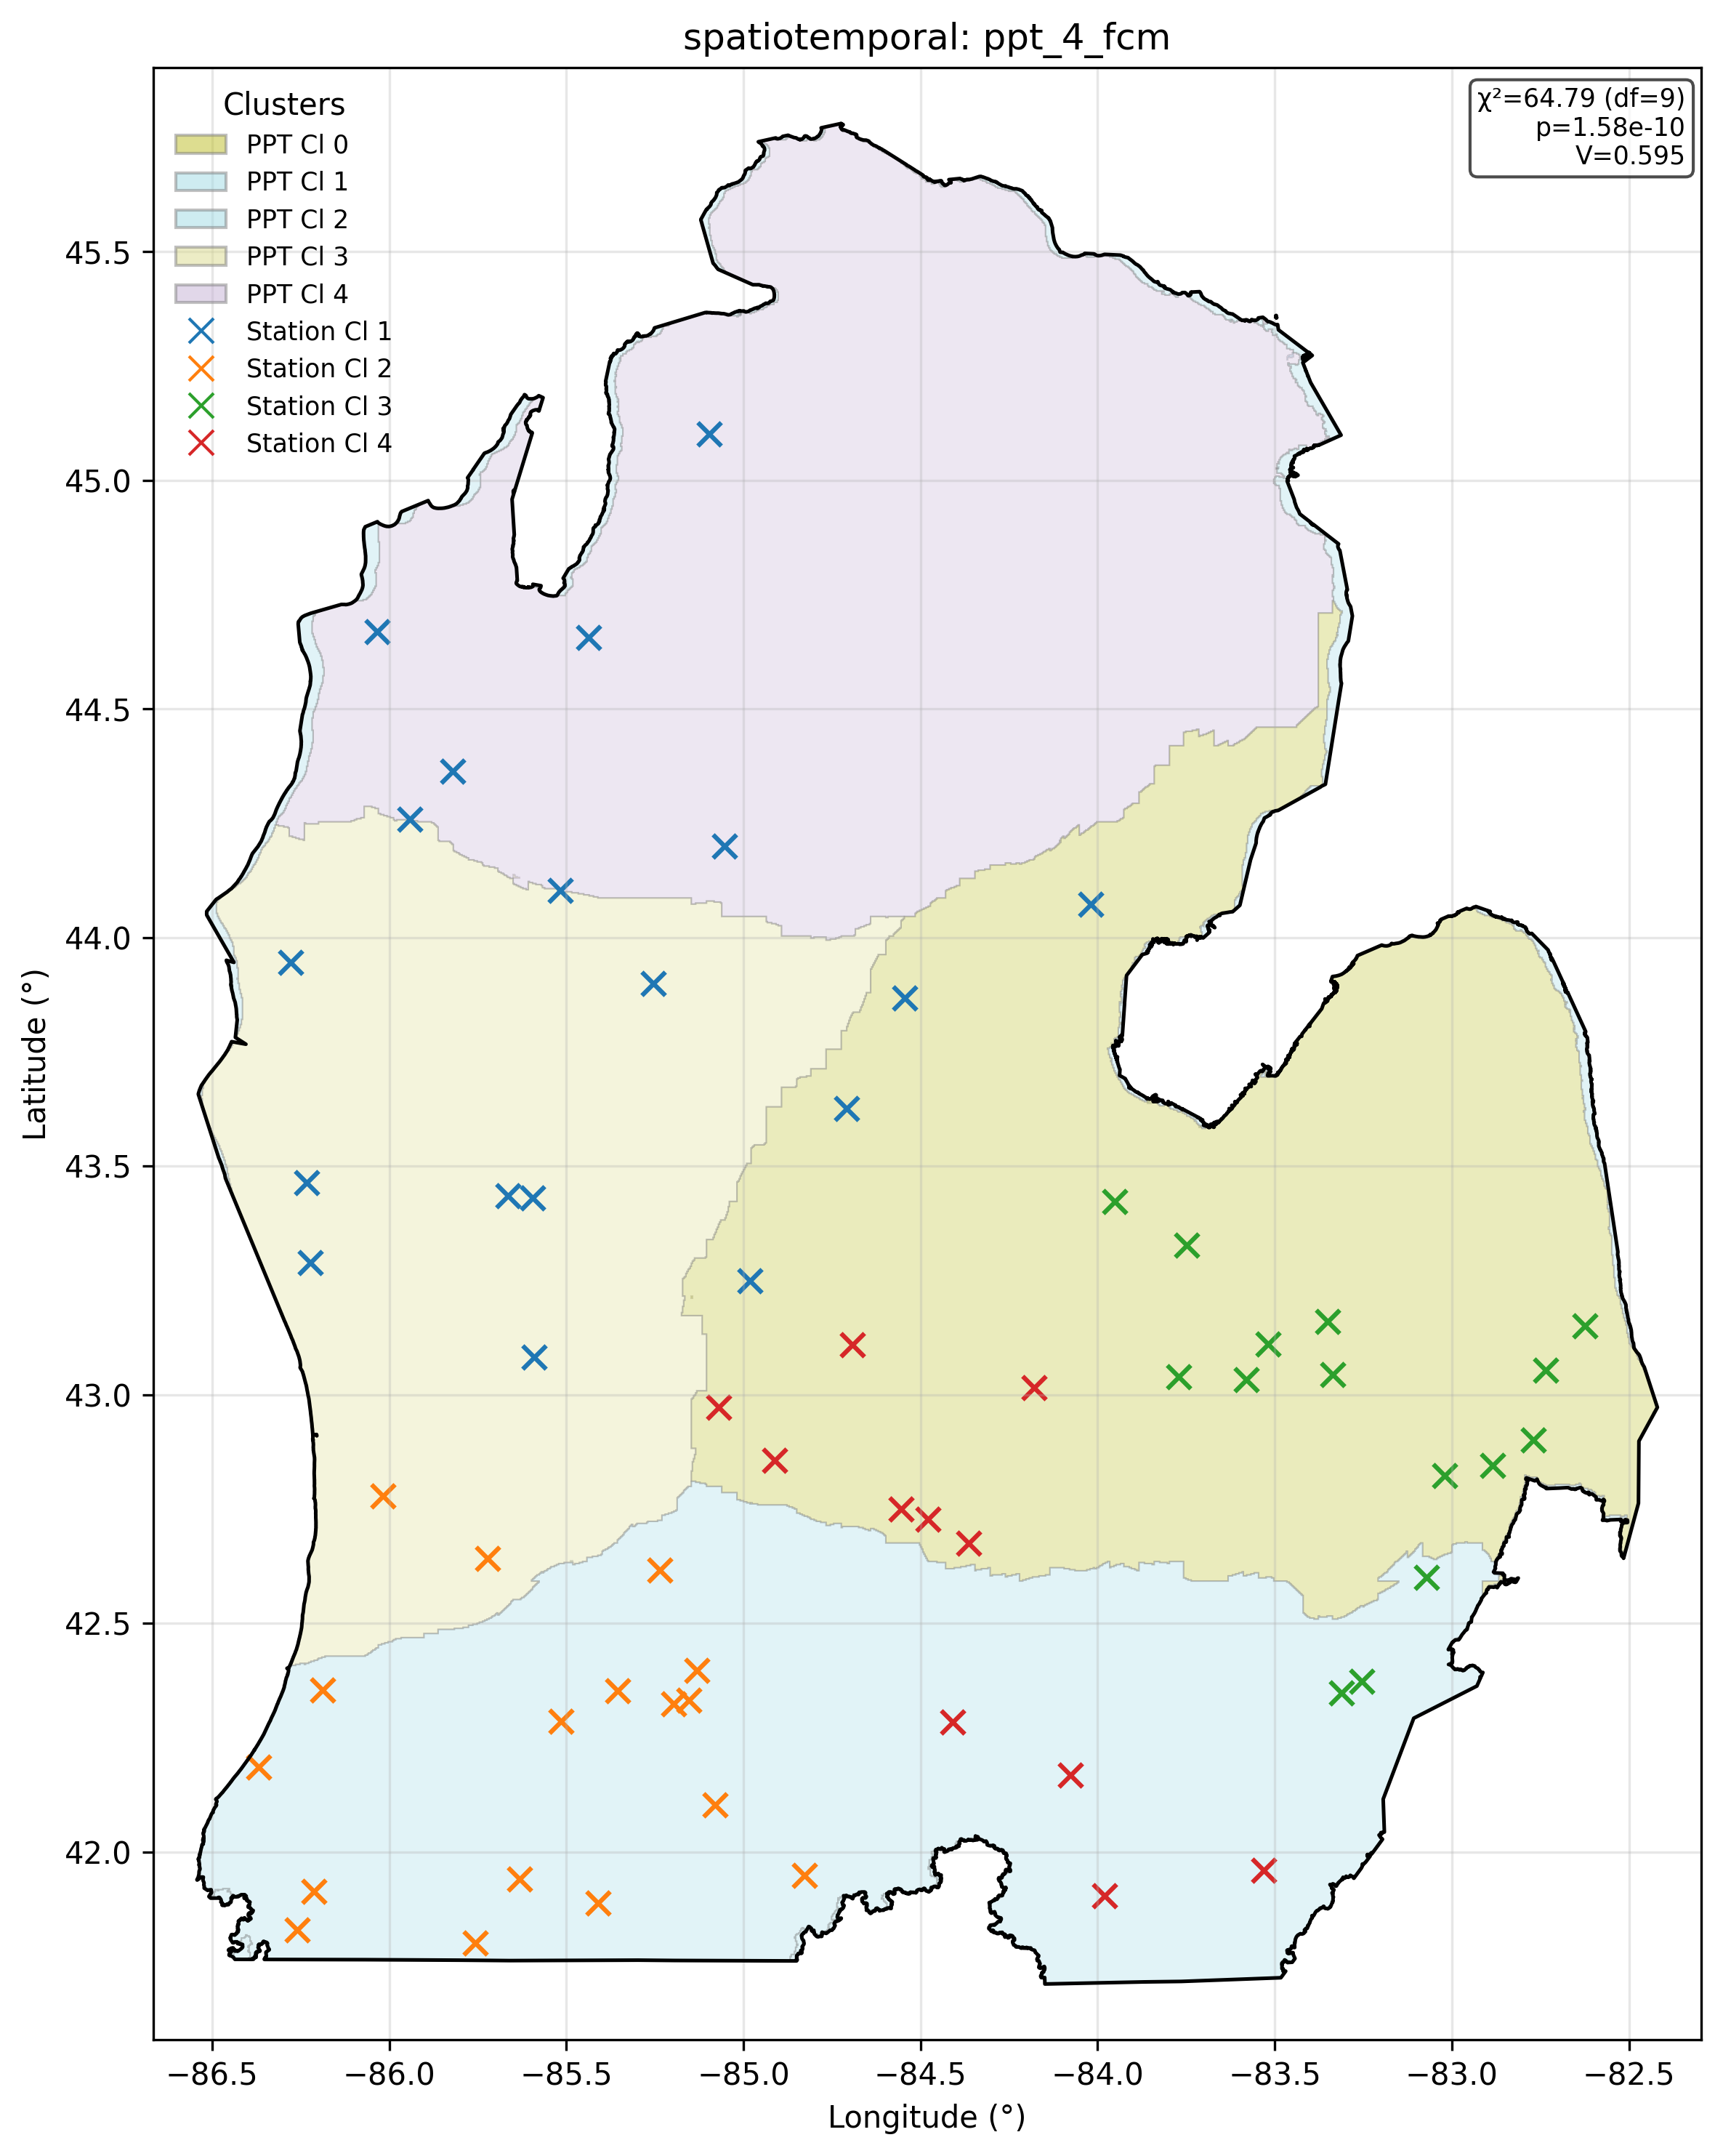 spatiotemporal: ppt_4_fcm
Clusters
PPT Cl 0
PPT Cl 1
PPT Cl 2
PPT Cl 3
PPT Cl 4
Station Cl 1
Station Cl 2
Station Cl 3
Station Cl 4
χ²=64.79 (df=9)
p=1.58e-10
V=0.595
45.5
45.0
44.5
44.0
43.5
43.0
42.5
42.0
Latitude (°)
−86.5
−86.0
−85.5
−85.0
−84.5
−84.0
−83.5
−83.0
−82.5
Longitude (°)